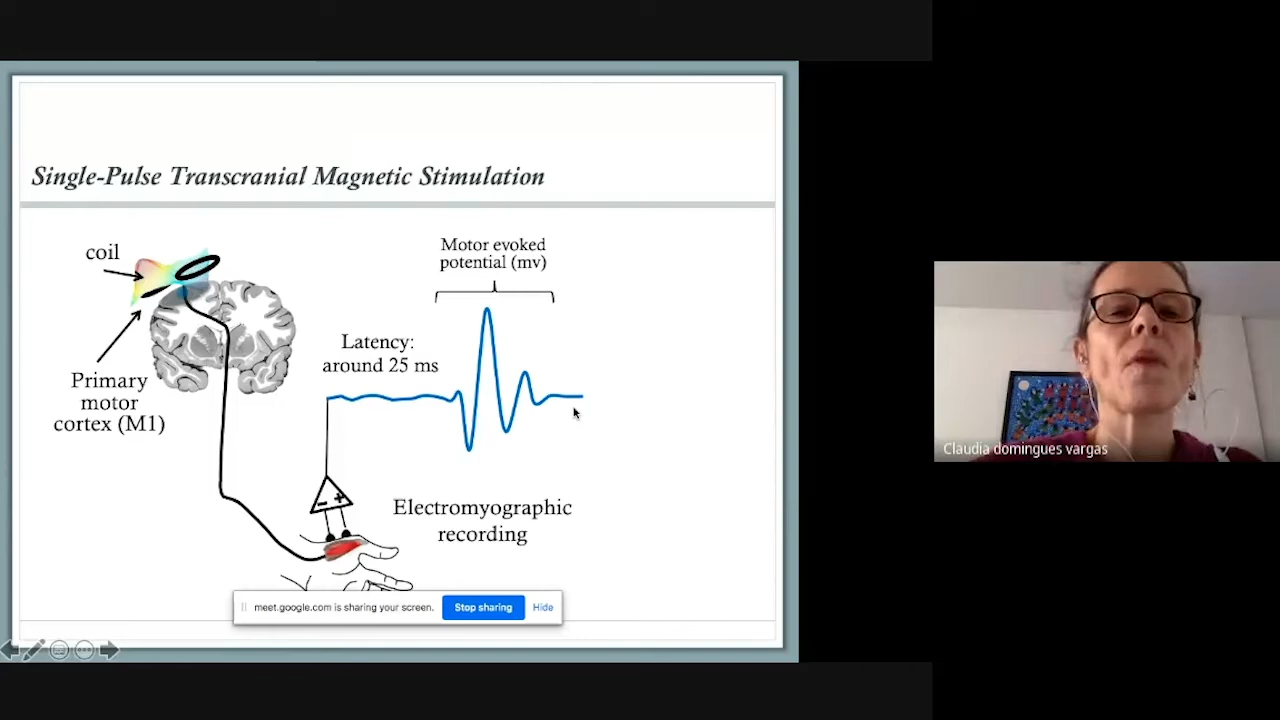 Single-Pulse Transcranial Magnetic Stimulation
coil
Motor evoked
potential (mv)
Latency:
around 25 ms
Primary
motor
cortex (M1)
- +
Electromyographic
recording
meet.google.com is sharing your screen. Stop sharing Hide
Claudia domingues vargas